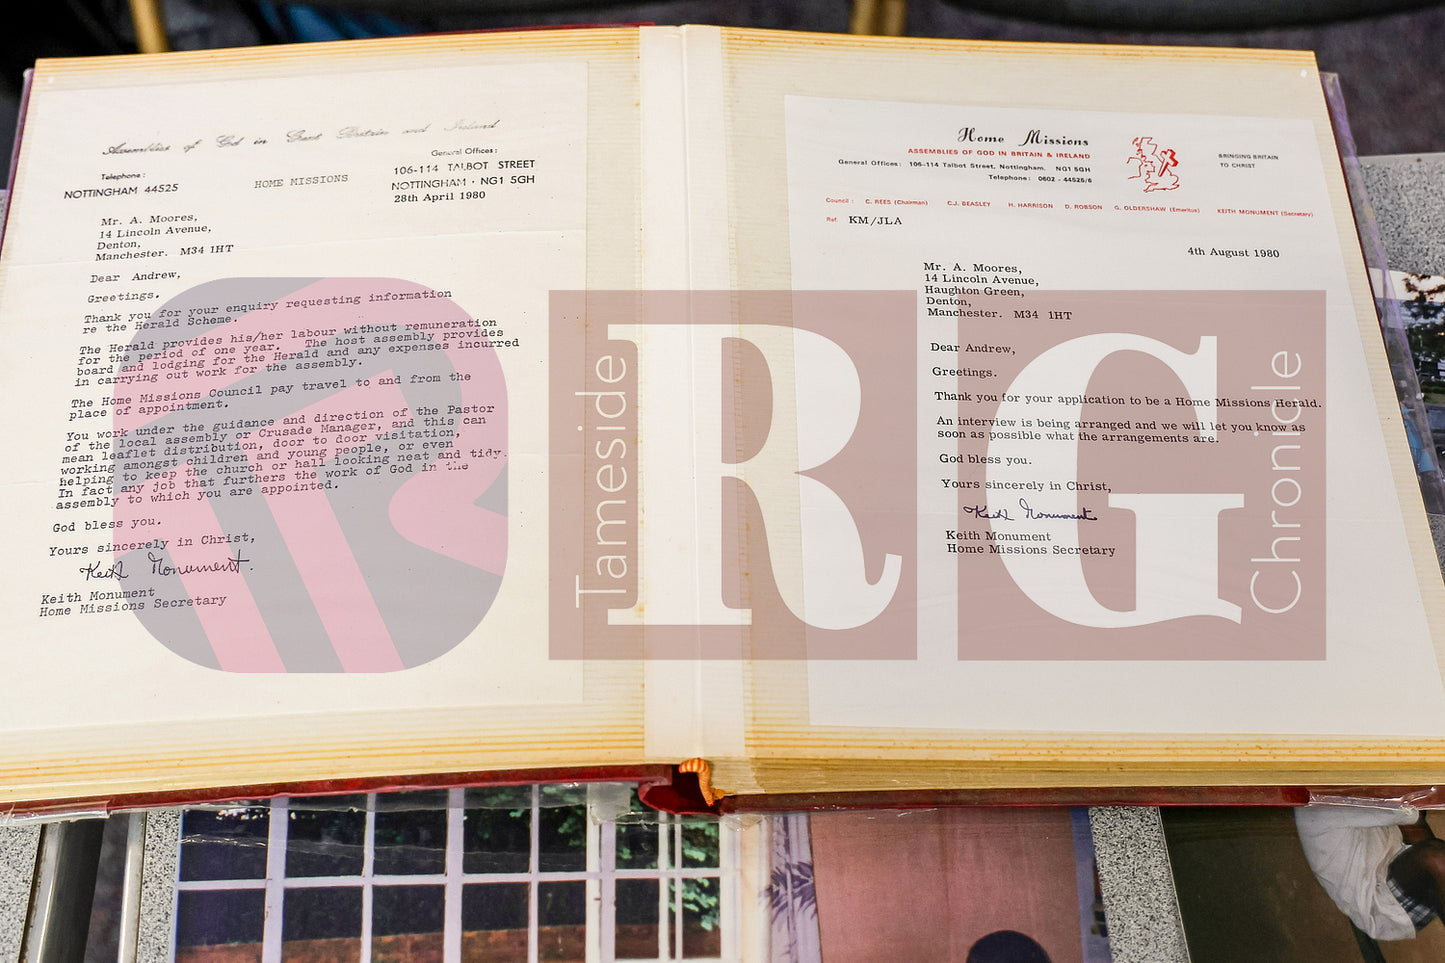 Assemblies of God in Great Britain and Ireland
General Offices:
Telephone:
NOTTINGHAM 44525
HOME MISSIONS
106-114 TALBOT STREET
NOTTINGHAM · NG1 5GH
28th April 1980
Mr. A. Moores,
14 Lincoln Avenue,
Denton,
Manchester. M34 1HT
Dear Andrew,
Greetings.
Thank you for your enquiry requesting information
re the Herald Scheme.
The Herald provides his/her labour without remuneration
for the period of one year. The host assembly provides
board and lodging for the Herald and any expenses incurred
in carrying out work for the assembly.
The Home Missions Council pay travel to and from the
place of appointment.
You work under the guidance and direction of the Pastor
of the local assembly or Crusade Manager, and this can
mean leaflet distribution, door to door visitation,
working amongst children and young people, or even
helping to keep the church or hall looking neat and tidy.
In fact any job that furthers the work of God in the
assembly to which you are appointed.
God bless you.
Yours sincerely in Christ,
Keith Monument.
Keith Monument
Home Missions Secretary
Home Missions
ASSEMBLIES OF GOD IN BRITAIN & IRELAND
General Offices: 106-114 Talbot Street, Nottingham. NG1 5GH
Telephone: 0602 - 44525/6
BRINGING BRITAIN
TO CHRIST
Council: C. REES (Chairman) C.J. BEASLEY H. HARRISON D. ROBSON G. OLDERSHAW (Emeritus) KEITH MONUMENT (Secretary)
Ref: KM/JLA
4th August 1980
Mr. A. Moores,
14 Lincoln Avenue,
Haughton Green,
Denton,
Manchester. M34 1HT
Dear Andrew,
Greetings.
Thank you for your application to be a Home Missions Herald.
An interview is being arranged and we will let you know as
soon as possible what the arrangements are.
God bless you.
Yours sincerely in Christ,
Keith Monument
Keith Monument
Home Missions Secretary
Tameside
R
G
Chronicle